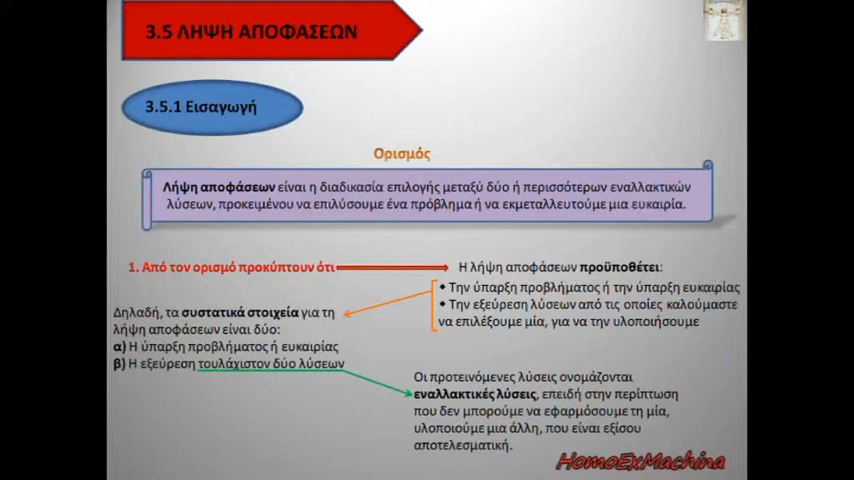 3.5 ΛΗΨΗ ΑΠΟΦΑΣΕΩΝ
3.5.1 Εισαγωγή
Ορισμός
Λήψη αποφάσεων είναι η διαδικασία επιλογής μεταξύ δύο ή περισσότερων εναλλακτικών
λύσεων, προκειμένου να επιλύσουμε ένα πρόβλημα ή να εκμεταλλευτούμε μια ευκαιρία.
1. Από τον ορισμό προκύπτουν ότι
Η λήψη αποφάσεων προϋποθέτει:
◆ Την ύπαρξη προβλήματος ή την ύπαρξη ευκαιρίας
◆ Την εξεύρεση λύσεων από τις οποίες καλούμαστε
να επιλέξουμε μία, για να την υλοποιήσουμε
Δηλαδή, τα συστατικά στοιχεία για τη
λήψη αποφάσεων είναι δύο:
α) Η ύπαρξη προβλήματος ή ευκαιρίας
β) Η εξεύρεση τουλάχιστον δύο λύσεων
Οι προτεινόμενες λύσεις ονομάζονται
εναλλακτικές λύσεις, επειδή στην περίπτωση
που δεν μπορούμε να εφαρμόσουμε τη μία,
υλοποιούμε μια άλλη, που είναι εξίσου
αποτελεσματική.
HomoExMachina